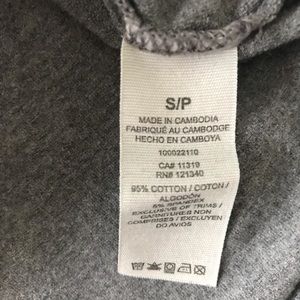 S/P
MADE IN CAMBODIA
FABRIQUÉ AU CAMBODGE
HECHO EN CAMBOYA
100022110
CA# 11319
RN# 121340
95% COTTON / COTON /
ALGODÓN
5% SPANDEX
EXCLUSIVE OF TRIMS /
GARNITURES NON
COMPRISES / EXCLUYEN
DO AVIOS